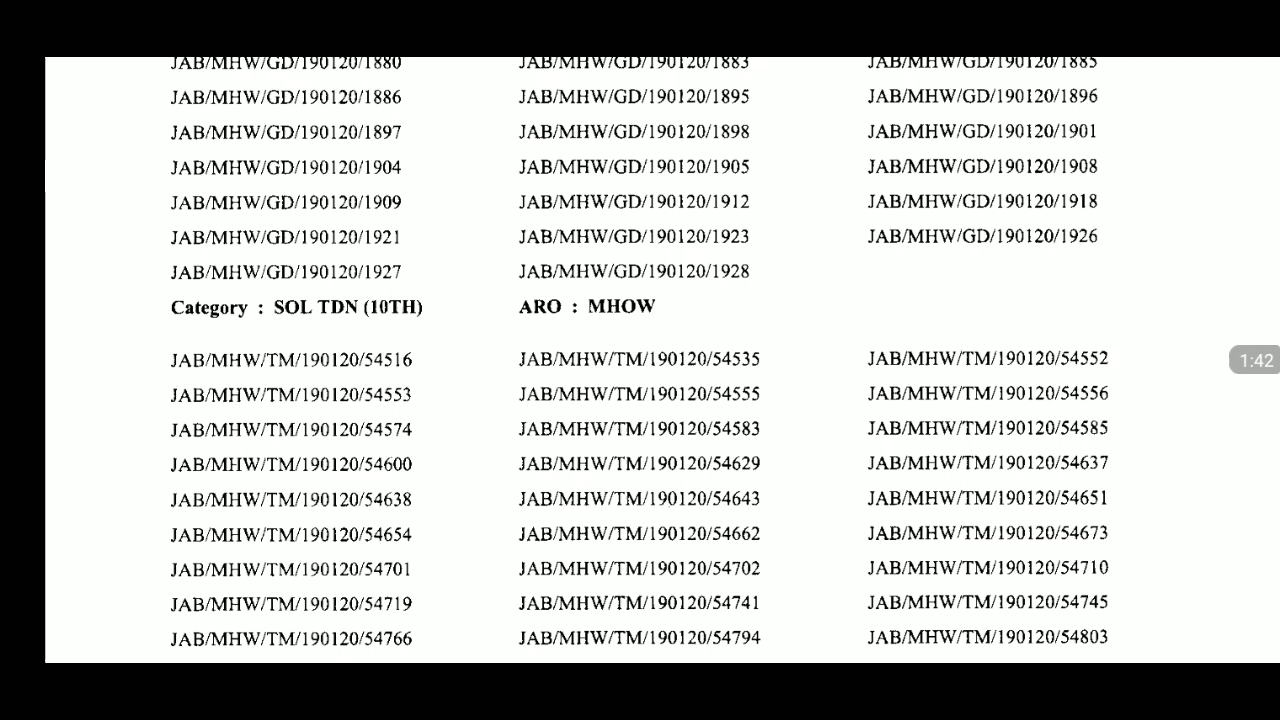 JAB/MHW/GD/190120/1880 JAB/MHW/GD/190120/1883 JAB/MHW/GD/190120/1885
JAB/MHW/GD/190120/1886 JAB/MHW/GD/190120/1895 JAB/MHW/GD/190120/1896
JAB/MHW/GD/190120/1897 JAB/MHW/GD/190120/1898 JAB/MHW/GD/190120/1901
JAB/MHW/GD/190120/1904 JAB/MHW/GD/190120/1905 JAB/MHW/GD/190120/1908
JAB/MHW/GD/190120/1909 JAB/MHW/GD/190120/1912 JAB/MHW/GD/190120/1918
JAB/MHW/GD/190120/1921 JAB/MHW/GD/190120/1923 JAB/MHW/GD/190120/1926
JAB/MHW/GD/190120/1927 JAB/MHW/GD/190120/1928
Category : SOL TDN (10TH) ARO : MHOW
JAB/MHW/TM/190120/54516 JAB/MHW/TM/190120/54535 JAB/MHW/TM/190120/54552
1:42
JAB/MHW/TM/190120/54553 JAB/MHW/TM/190120/54555 JAB/MHW/TM/190120/54556
JAB/MHW/TM/190120/54574 JAB/MHW/TM/190120/54583 JAB/MHW/TM/190120/54585
JAB/MHW/TM/190120/54600 JAB/MHW/TM/190120/54629 JAB/MHW/TM/190120/54637
JAB/MHW/TM/190120/54638 JAB/MHW/TM/190120/54643 JAB/MHW/TM/190120/54651
JAB/MHW/TM/190120/54654 JAB/MHW/TM/190120/54662 JAB/MHW/TM/190120/54673
JAB/MHW/TM/190120/54701 JAB/MHW/TM/190120/54702 JAB/MHW/TM/190120/54710
JAB/MHW/TM/190120/54719 JAB/MHW/TM/190120/54741 JAB/MHW/TM/190120/54745
JAB/MHW/TM/190120/54766 JAB/MHW/TM/190120/54794 JAB/MHW/TM/190120/54803